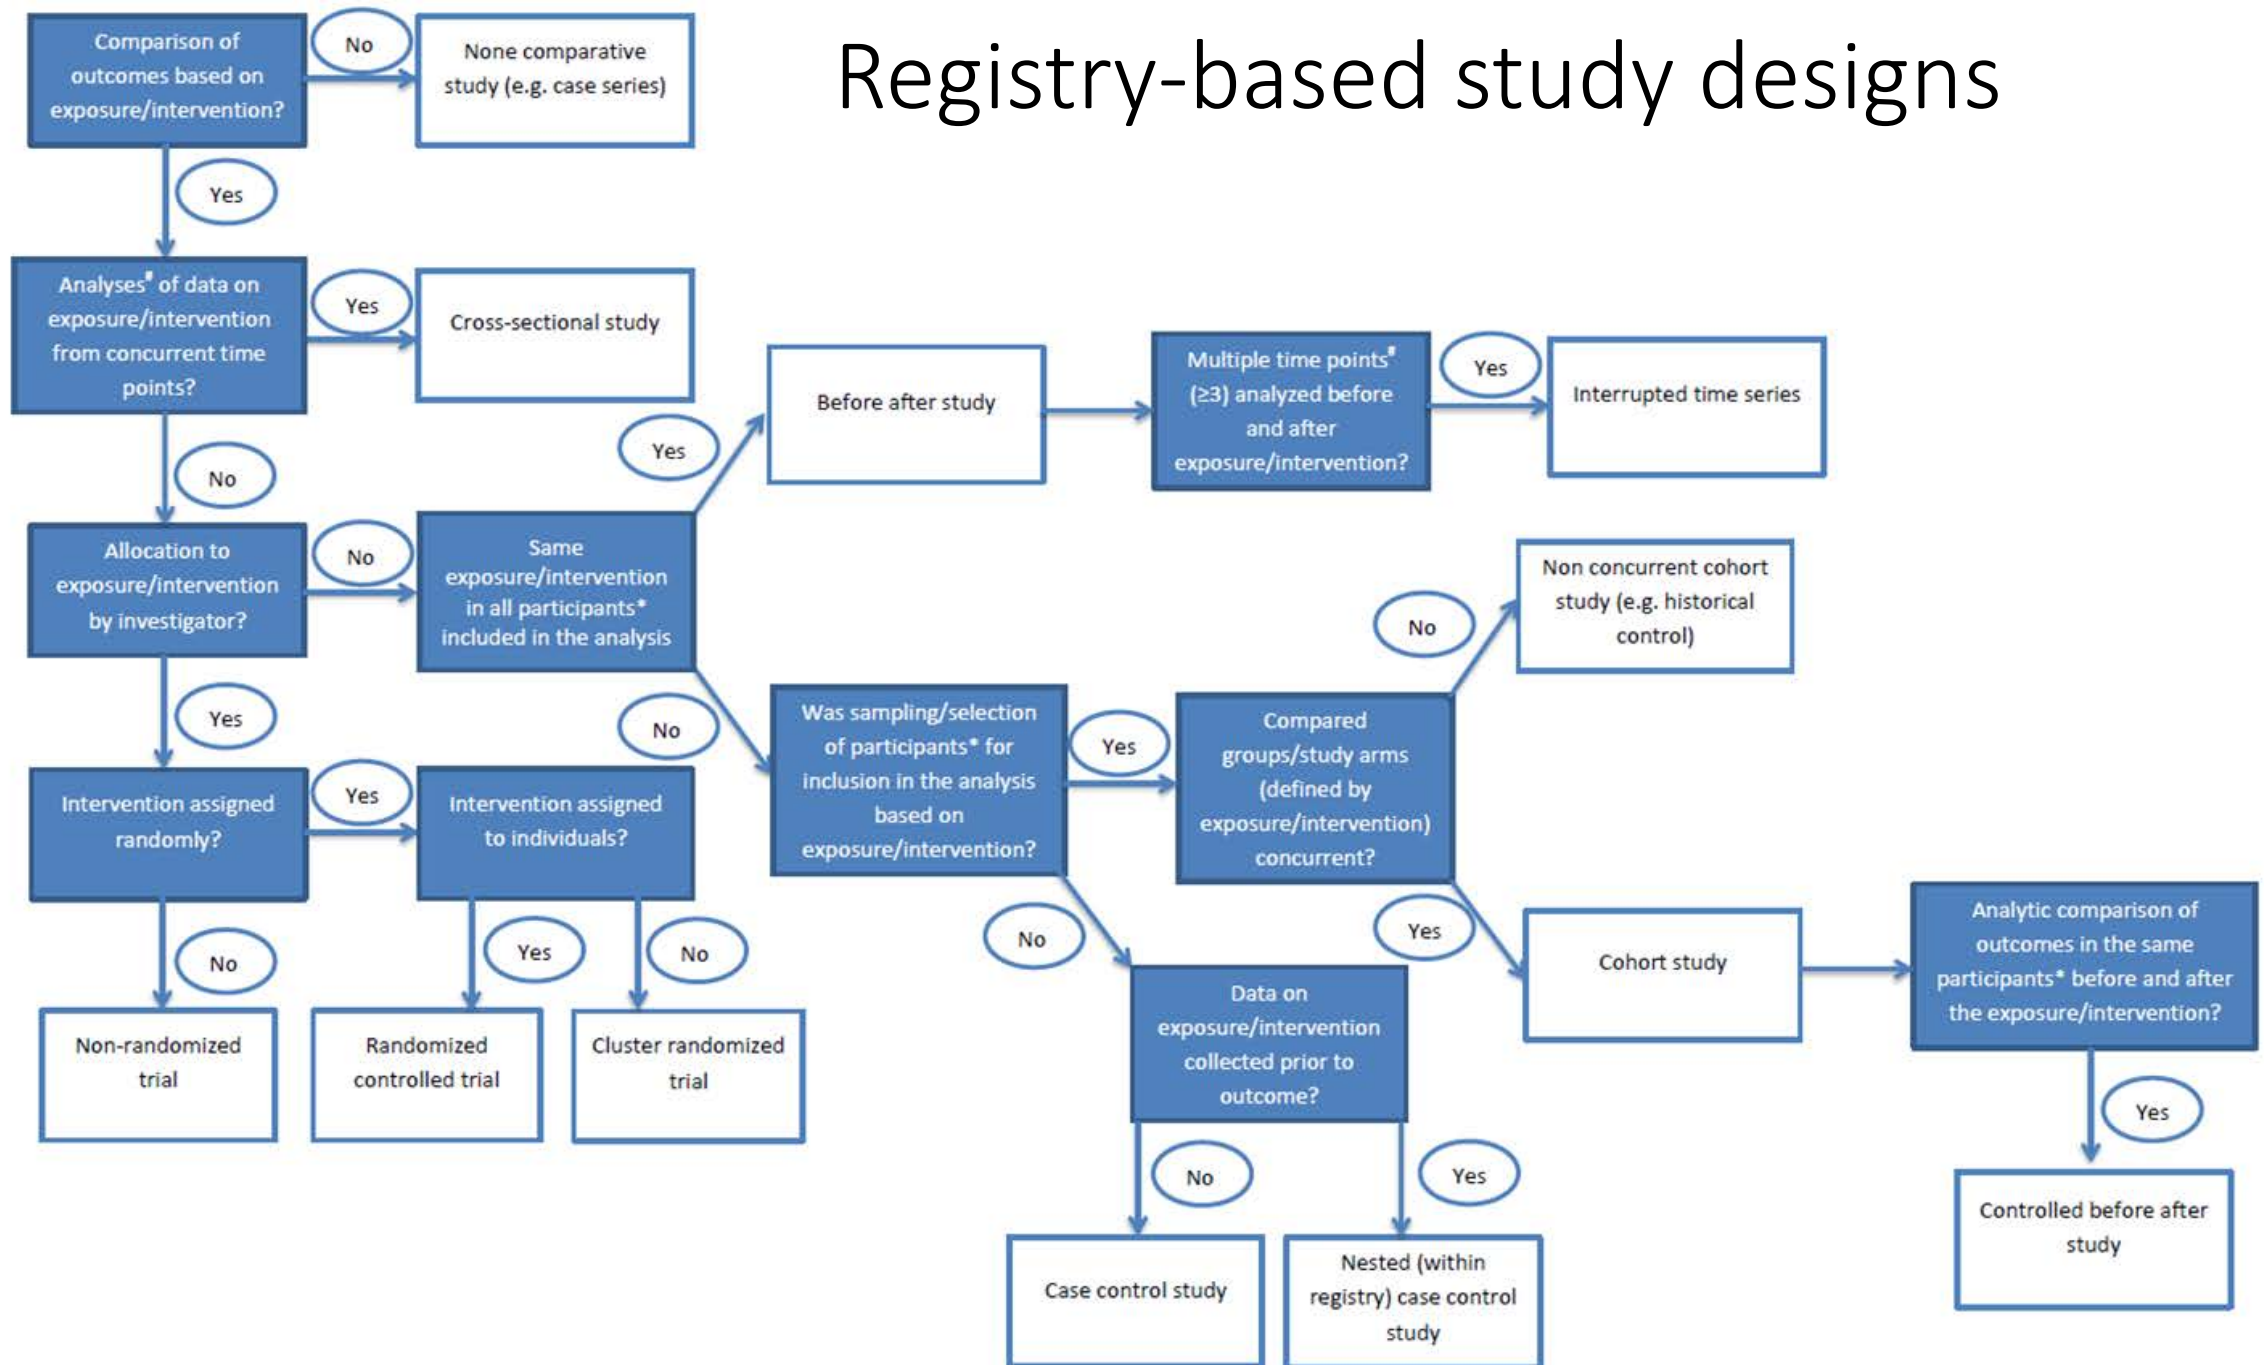 Registry-based study designs
Comparison of
outcomes based on
exposure/intervention?
No
None comparative
study (e.g. case series)
Yes
Analyses# of data on
exposure/intervention
from concurrent time
points?
Yes
Cross-sectional study
No
Allocation to
exposure/intervention
by investigator?
No
Same
exposure/intervention
in all participants*
included in the analysis
Yes
Before after study
Multiple time points#
(≥3) analyzed before
and after
exposure/intervention?
Yes
Interrupted time series
No
Was sampling/selection
of participants* for
inclusion in the analysis
based on
exposure/intervention?
Yes
Compared
groups/study arms
(defined by
exposure/intervention)
concurrent?
No
Non concurrent cohort
study (e.g. historical
control)
Yes
Cohort study
Analytic comparison of
outcomes in the same
participants* before and after
the exposure/intervention?
Yes
Controlled before after
study
No
Data on
exposure/intervention
collected prior to
outcome?
No
Case control study
Yes
Nested (within
registry) case control
study
Yes
Intervention assigned
randomly?
Yes
Intervention assigned
to individuals?
No
Non-randomized
trial
Yes
Randomized
controlled trial
No
Cluster randomized
trial